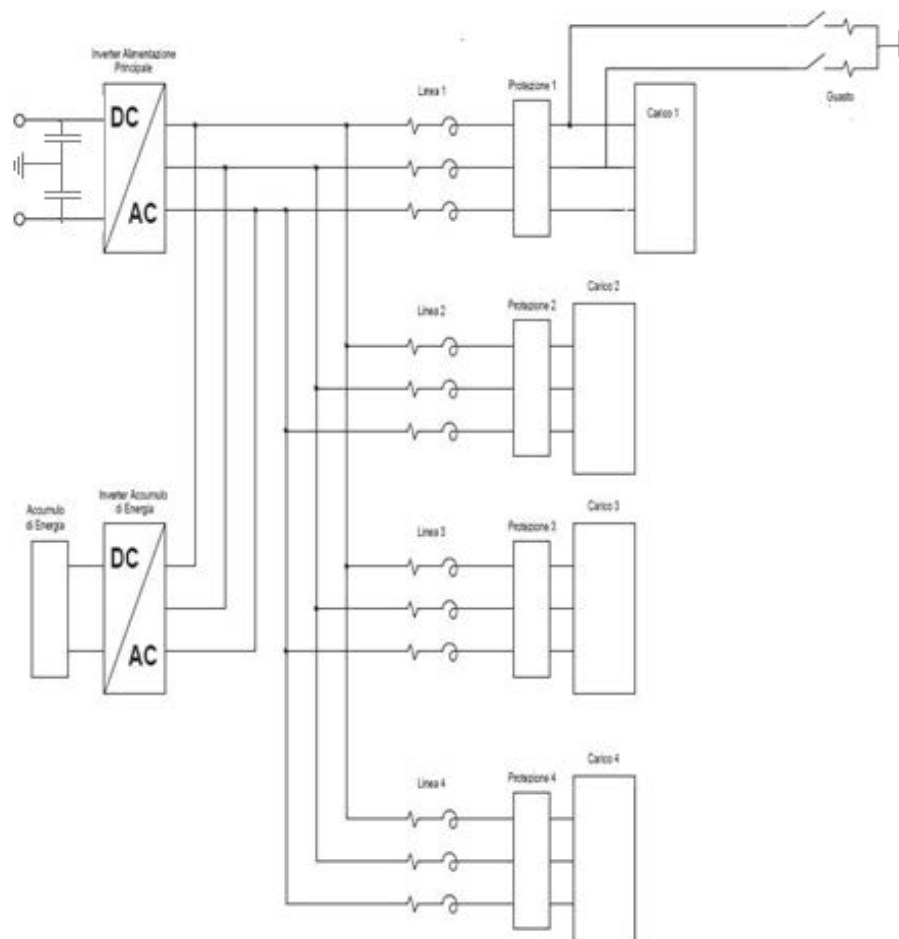 Inverter Alimentazione
Principale
DC
AC
Linea 1
Protezione 1
Carico 1
Guasto
Linea 2
Protezione 2
Carico 2
Accumulo
di Energia
Inverter Accumulo
di Energia
DC
AC
Linea 3
Protezione 3
Carico 3
Linea 4
Protezione 4
Carico 4